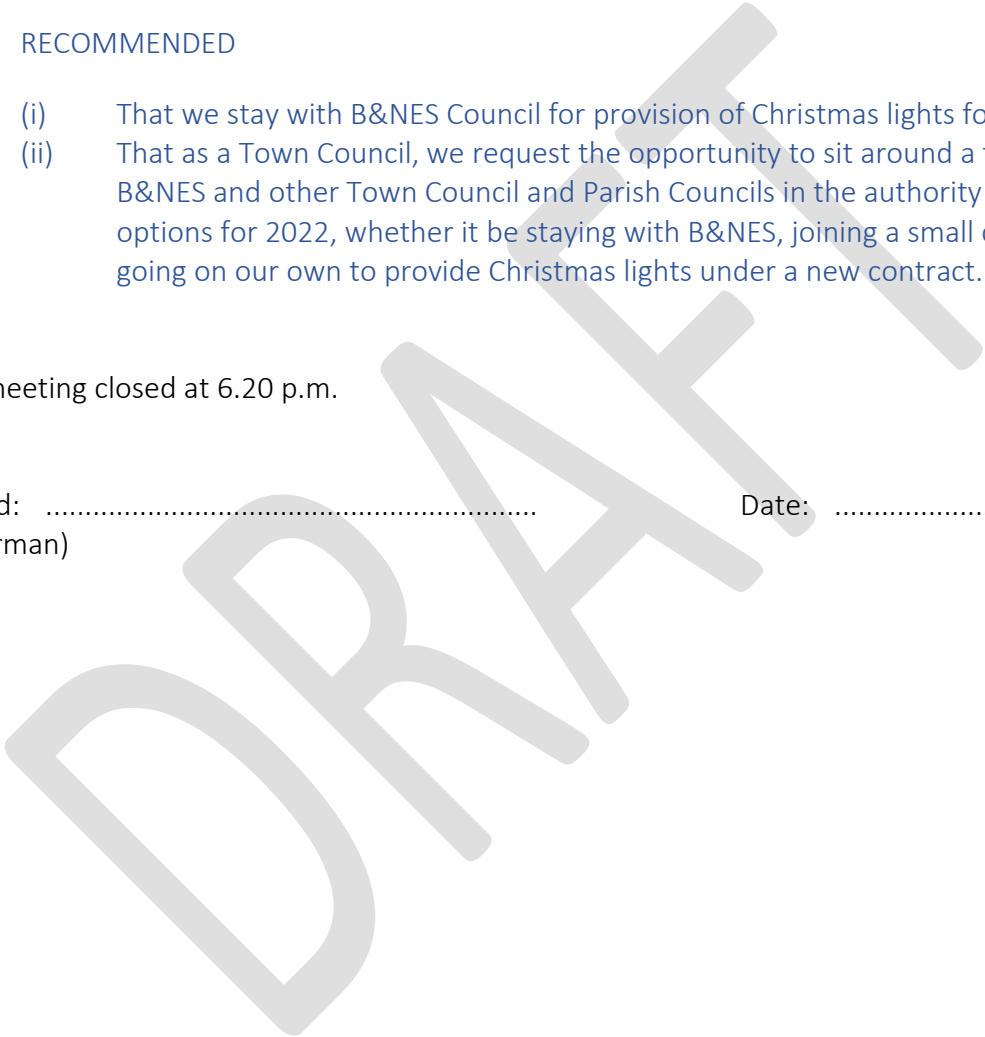 RECOMMENDED
(i) That we stay with B&NES Council for provision of Christmas lights
(ii) That as a Town Council, we request the opportunity to sit around a
B&NES and other Town Council and Parish Councils in the authority
options for 2022, whether it be staying with B&NES, joining a small
going on our own to provide Christmas lights under a new contract.
closed at 6.20 p.m.
...............................................................  Date: ...................
DRAFT